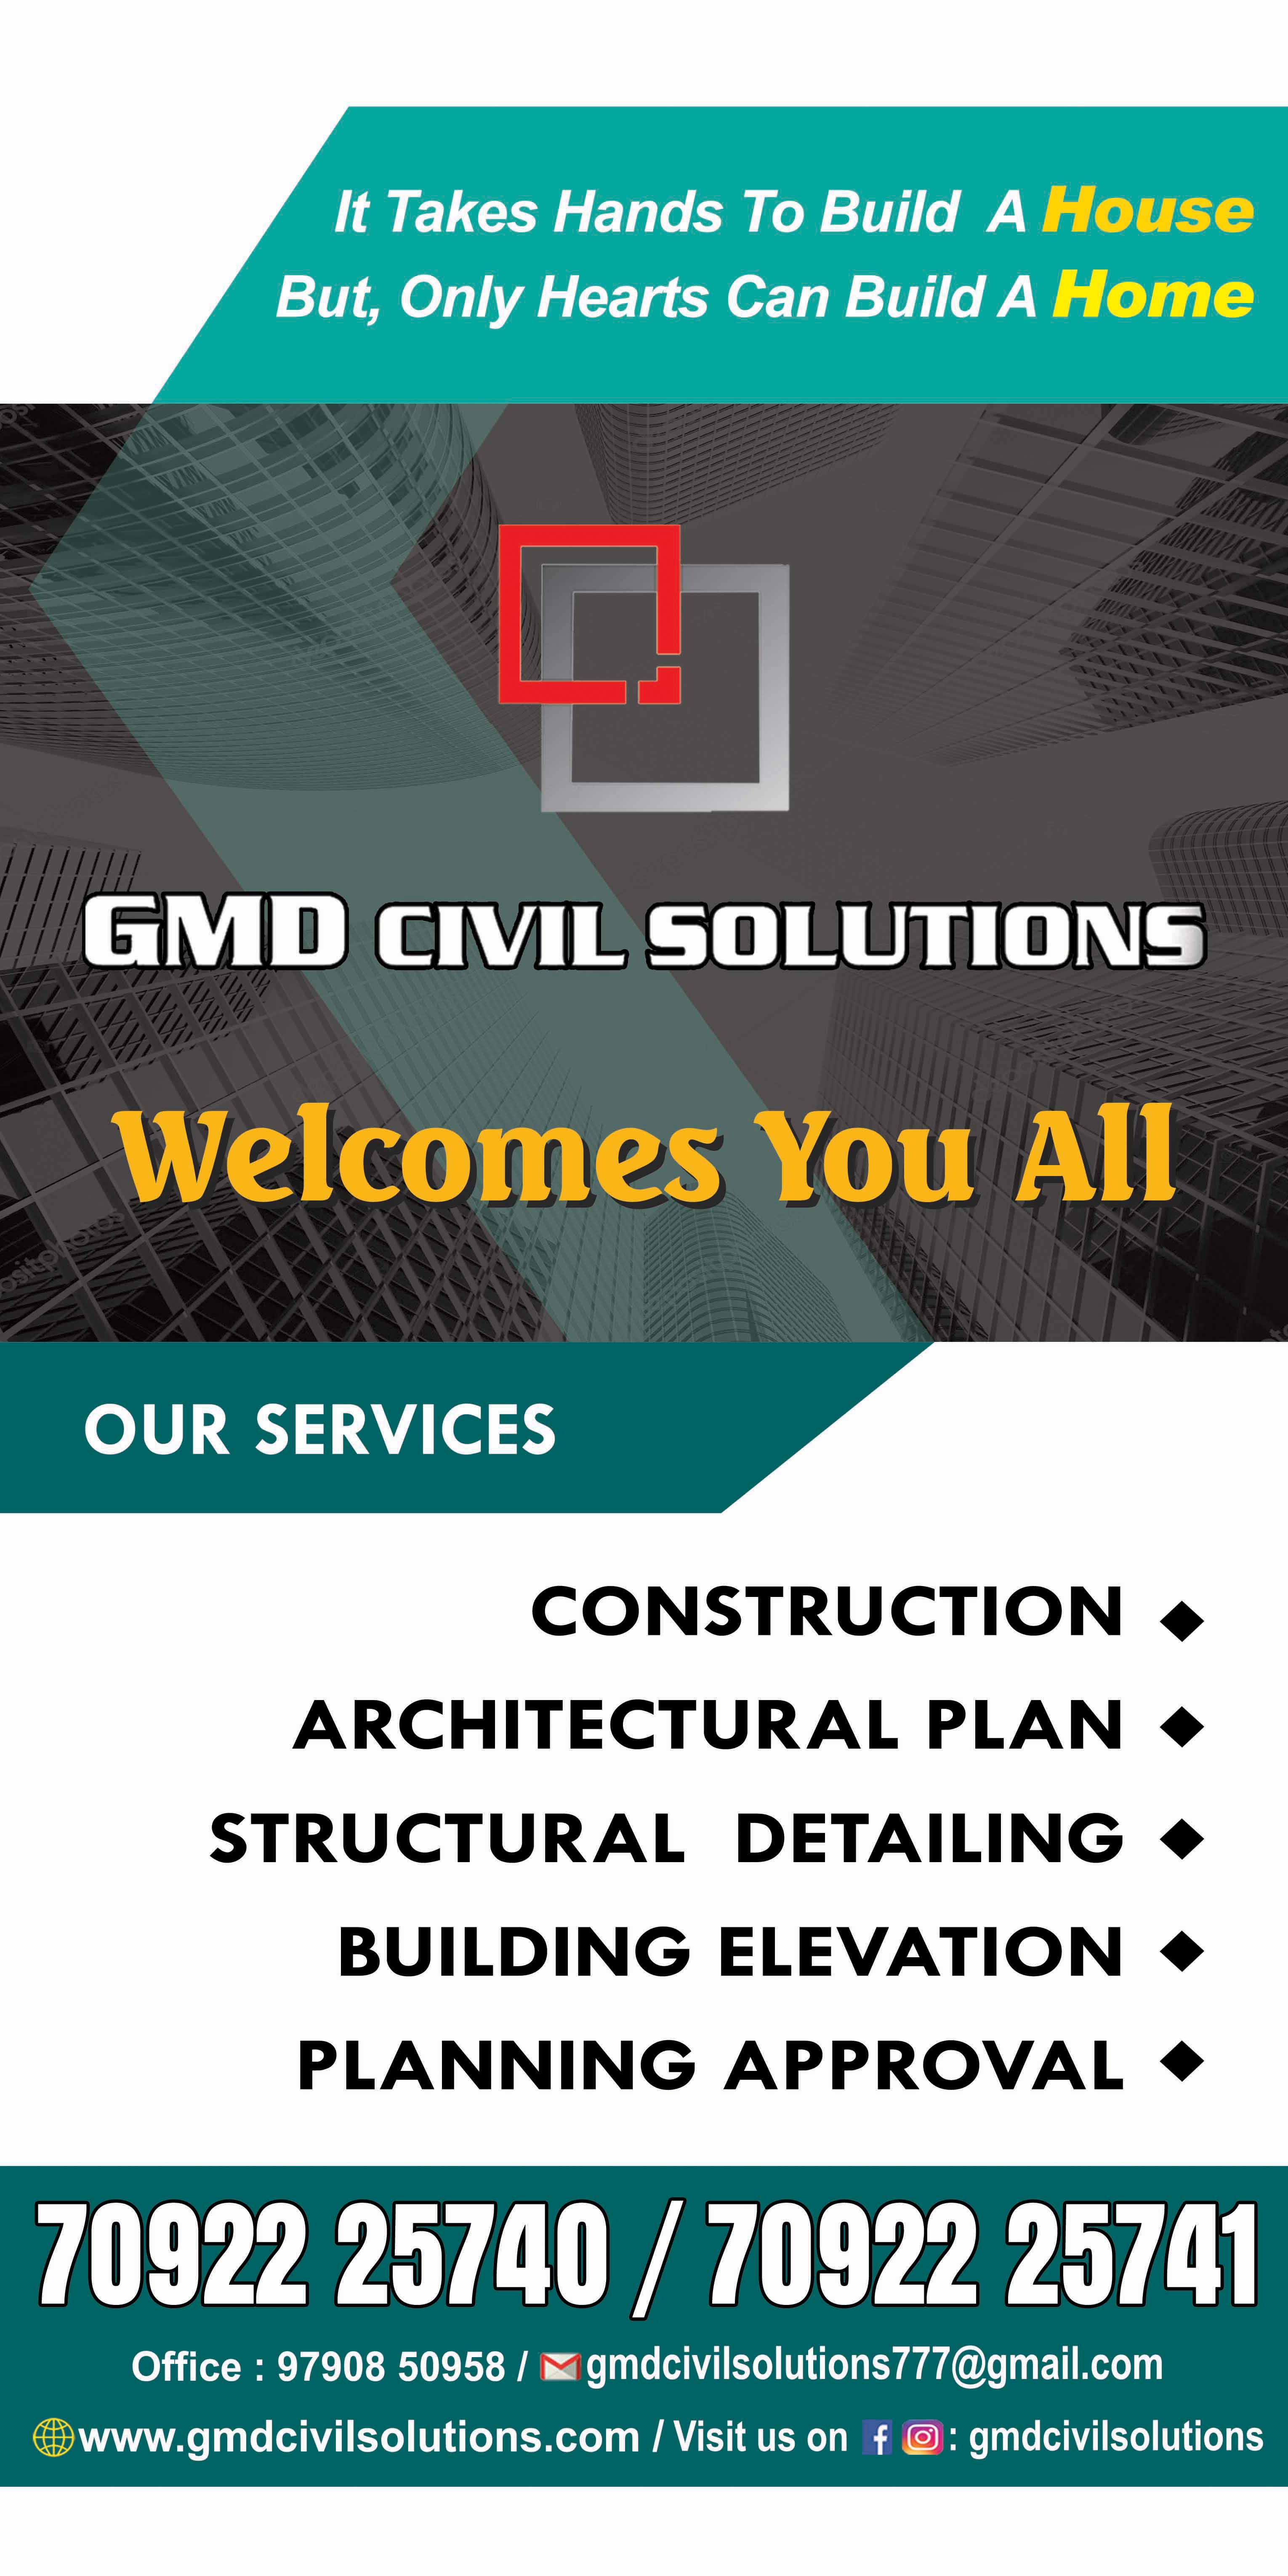 It Takes Hands To Build A House
But, Only Hearts Can Build A Home
GMD CIVIL SOLUTIONS
Welcomes You All
OUR SERVICES
CONSTRUCTION
ARCHITECTURAL PLAN
STRUCTURAL DETAILING
BUILDING ELEVATION
PLANNING APPROVAL
70922 25740 / 70922 25741
Office : 97908 50958 / gmdcivilsolutions777@gmail.com
www.gmdcivilsolutions.com / Visit us on f : gmdcivilsolutions